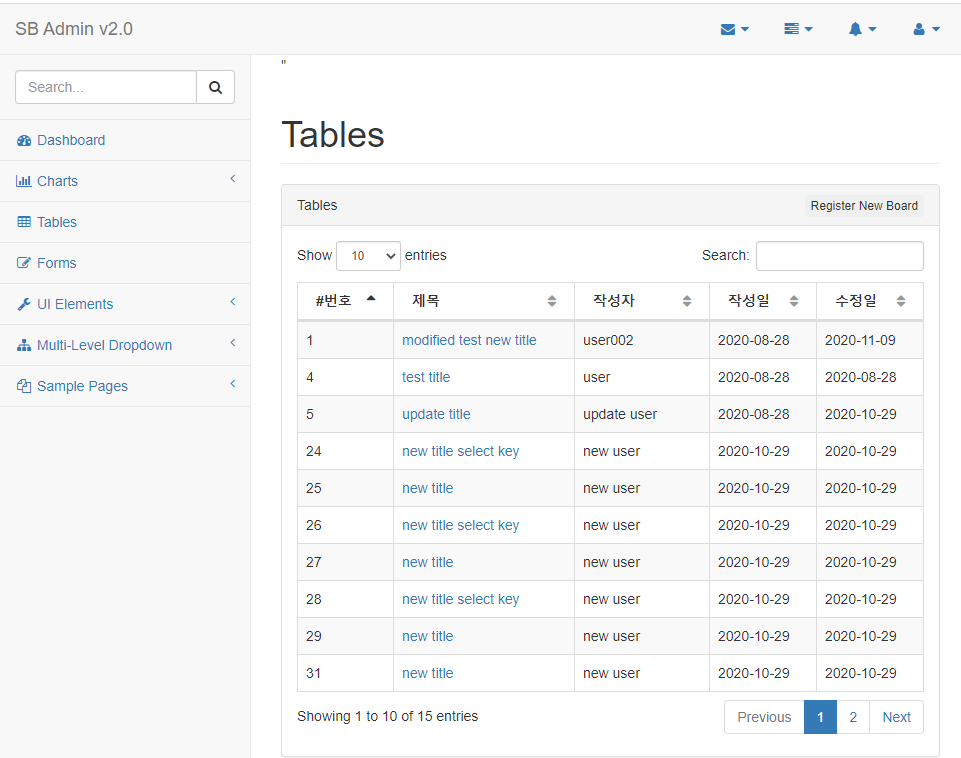 SB Admin v2.0
"
Search...
Dashboard
Charts
Tables
Forms
UI Elements
Multi-Level Dropdown
Sample Pages
Tables
Tables Register New Board
Show 10 entries Search:
#번호 제목 작성자 작성일 수정일
1 modified test new title user002 2020-08-28 2020-11-09
4 test title user 2020-08-28 2020-08-28
5 update title update user 2020-08-28 2020-10-29
24 new title select key new user 2020-10-29 2020-10-29
25 new title new user 2020-10-29 2020-10-29
26 new title select key new user 2020-10-29 2020-10-29
27 new title new user 2020-10-29 2020-10-29
28 new title select key new user 2020-10-29 2020-10-29
29 new title new user 2020-10-29 2020-10-29
31 new title new user 2020-10-29 2020-10-29
Showing 1 to 10 of 15 entries Previous 1 2 Next